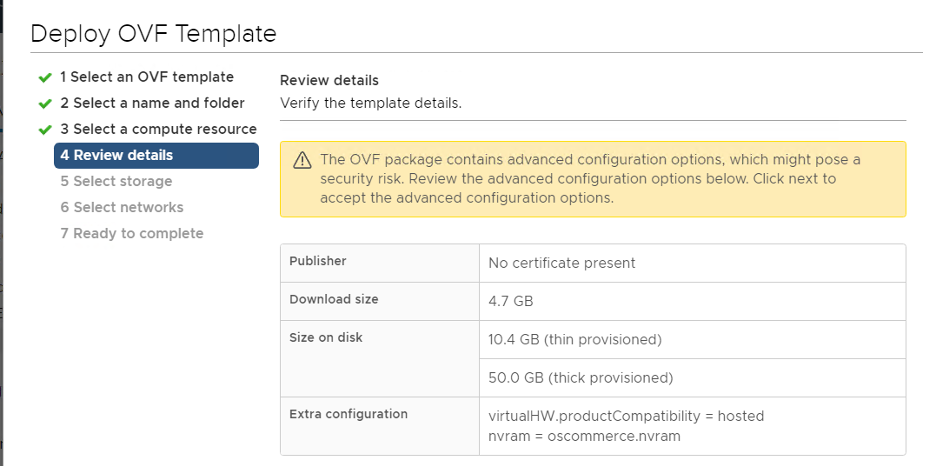 Deploy OVF Template
1 Select an OVF template
2 Select a name and folder
3 Select a compute resource
4 Review details
5 Select storage
6 Select networks
7 Ready to complete
Review details
Verify the template details.
The OVF package contains advanced configuration options, which might pose a
security risk. Review the advanced configuration options below. Click next to
accept the advanced configuration options.
Publisher
No certificate present
Download size
4.7 GB
Size on disk
10.4 GB (thin provisioned)
50.0 GB (thick provisioned)
Extra configuration
virtualHW.productCompatibility = hosted
nvram = oscommerce.nvram